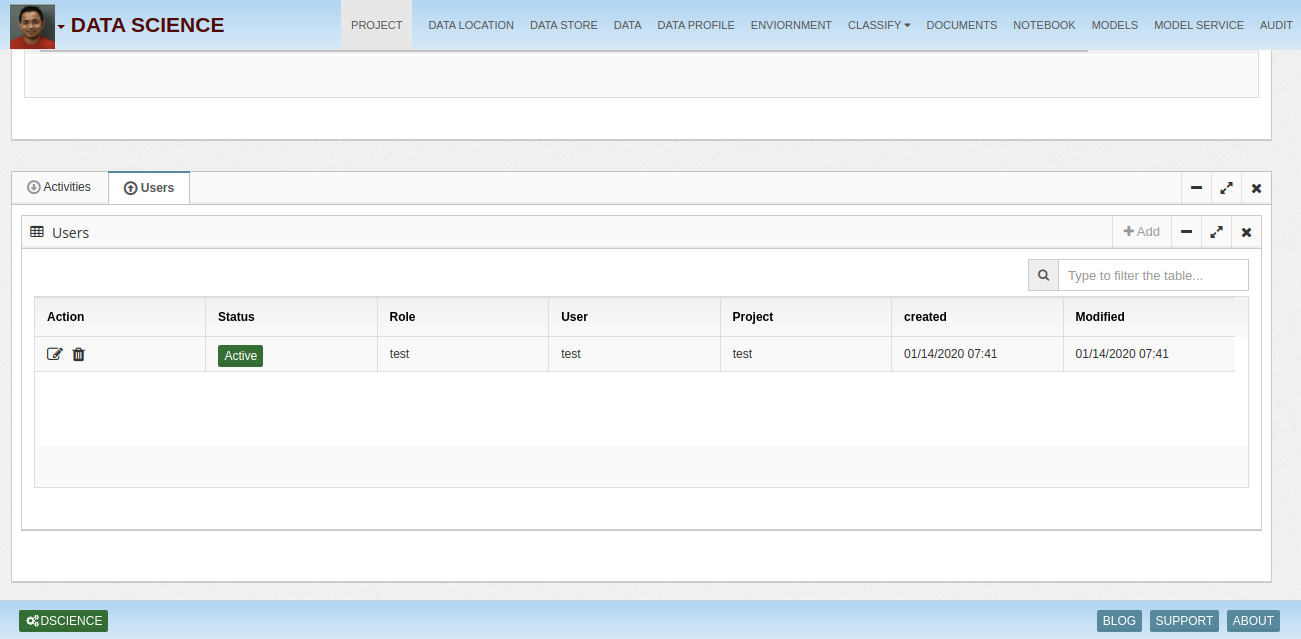 DATA SCIENCE
PROJECT DATA LOCATION DATA STORE DATA DATA PROFILE ENVIORNMENT CLASSIFY DOCUMENTS NOTEBOOK MODELS MODEL SERVICE AUDIT
Activities Users
Users Add
Type to filter the table...
Action Status Role User Project created Modified
Active test test test 01/14/2020 07:41 01/14/2020 07:41
DSCIENCE BLOG SUPPORT ABOUT